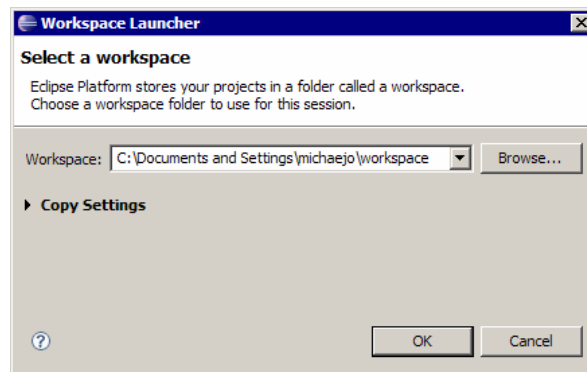 Workspace Launcher
Select a workspace
Eclipse Platform stores your projects in a folder called a workspace.
Choose a workspace folder to use for this session.
Workspace: C:\Documents and Settings\michaejo\workspace Browse...
Copy Settings
? OK Cancel